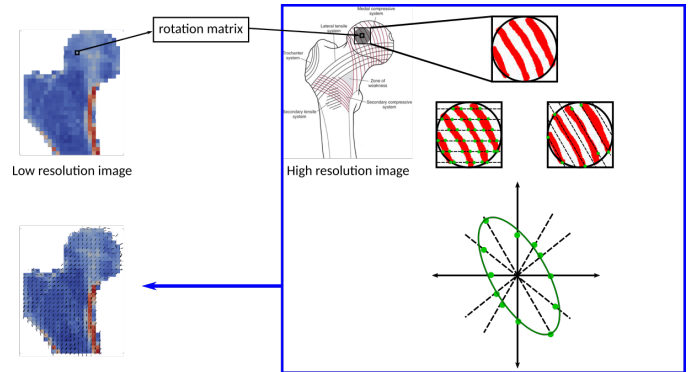 rotation matrix
Low resolution image
Medial compressive
system
Lateral tensile
system
Trochanter
system
Zone of
weakness
Secondary compressive
system
Secondary tensile
system
High resolution image